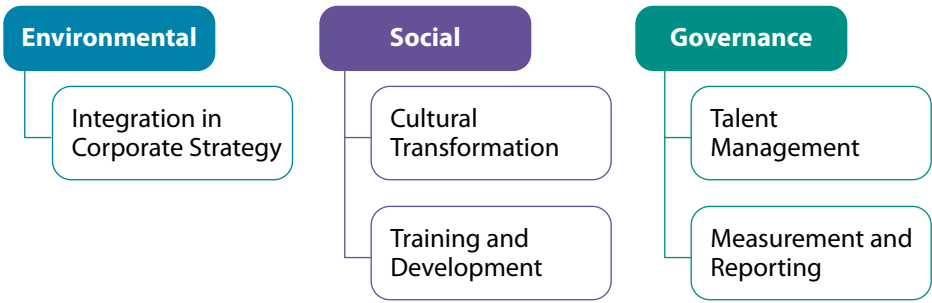 Environmental
Integration in
Corporate Strategy
Social
Cultural
Transformation
Training and
Development
Governance
Talent
Management
Measurement and
Reporting